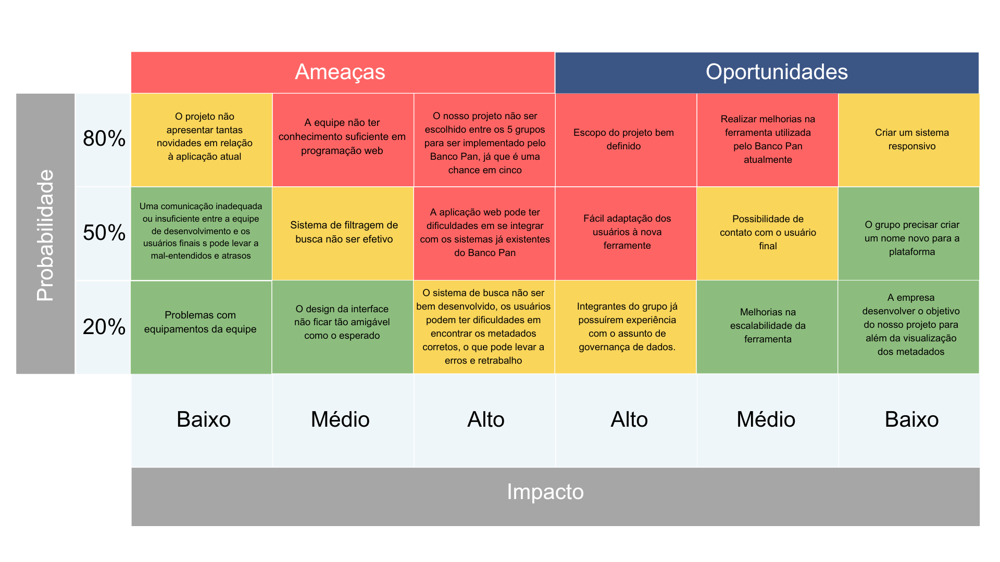 Ameaças
Oportunidades
Probabilidade
80%
O projeto não
apresentar tantas
novidades em relação
à aplicação atual
A equipe não ter
conhecimento suficiente em
programação web
O nosso projeto não ser
escolhido entre os 5 grupos
para ser implementado pelo
Banco Pan, já que é uma
chance em cinco
Escopo do projeto bem
definido
Realizar melhorias na
ferramenta utilizada
pelo Banco Pan
atualmente
Criar um sistema
responsivo
50%
Uma comunicação inadequada
ou insuficiente entre a equipe
de desenvolvimento e os
usuários finais s pode levar a
mal-entendidos e atrasos
Sistema de filtragem de
busca não ser efetivo
A aplicação web pode ter
dificuldades em se integrar
com os sistemas já existentes
do Banco Pan
Fácil adaptação dos
usuários à nova
ferramente
Possibilidade de
contato com o usuário
final
O grupo precisar criar
um nome novo para a
plataforma
20%
Problemas com
equipamentos da equipe
O design da interface
não ficar tão amigável
como o esperado
O sistema de busca não ser
bem desenvolvido, os usuários
podem ter dificuldades em
encontrar os metadados
corretos, o que pode levar a
erros e retrabalho
Integrantes do grupo já
possuírem experiência
com o assunto de
governança de dados.
Melhorias na
escalabilidade da
ferramenta
A empresa
desenvolver o objetivo
do nosso projeto para
além da visualização
dos metadados
Baixo
Médio
Alto
Alto
Médio
Baixo
Impacto